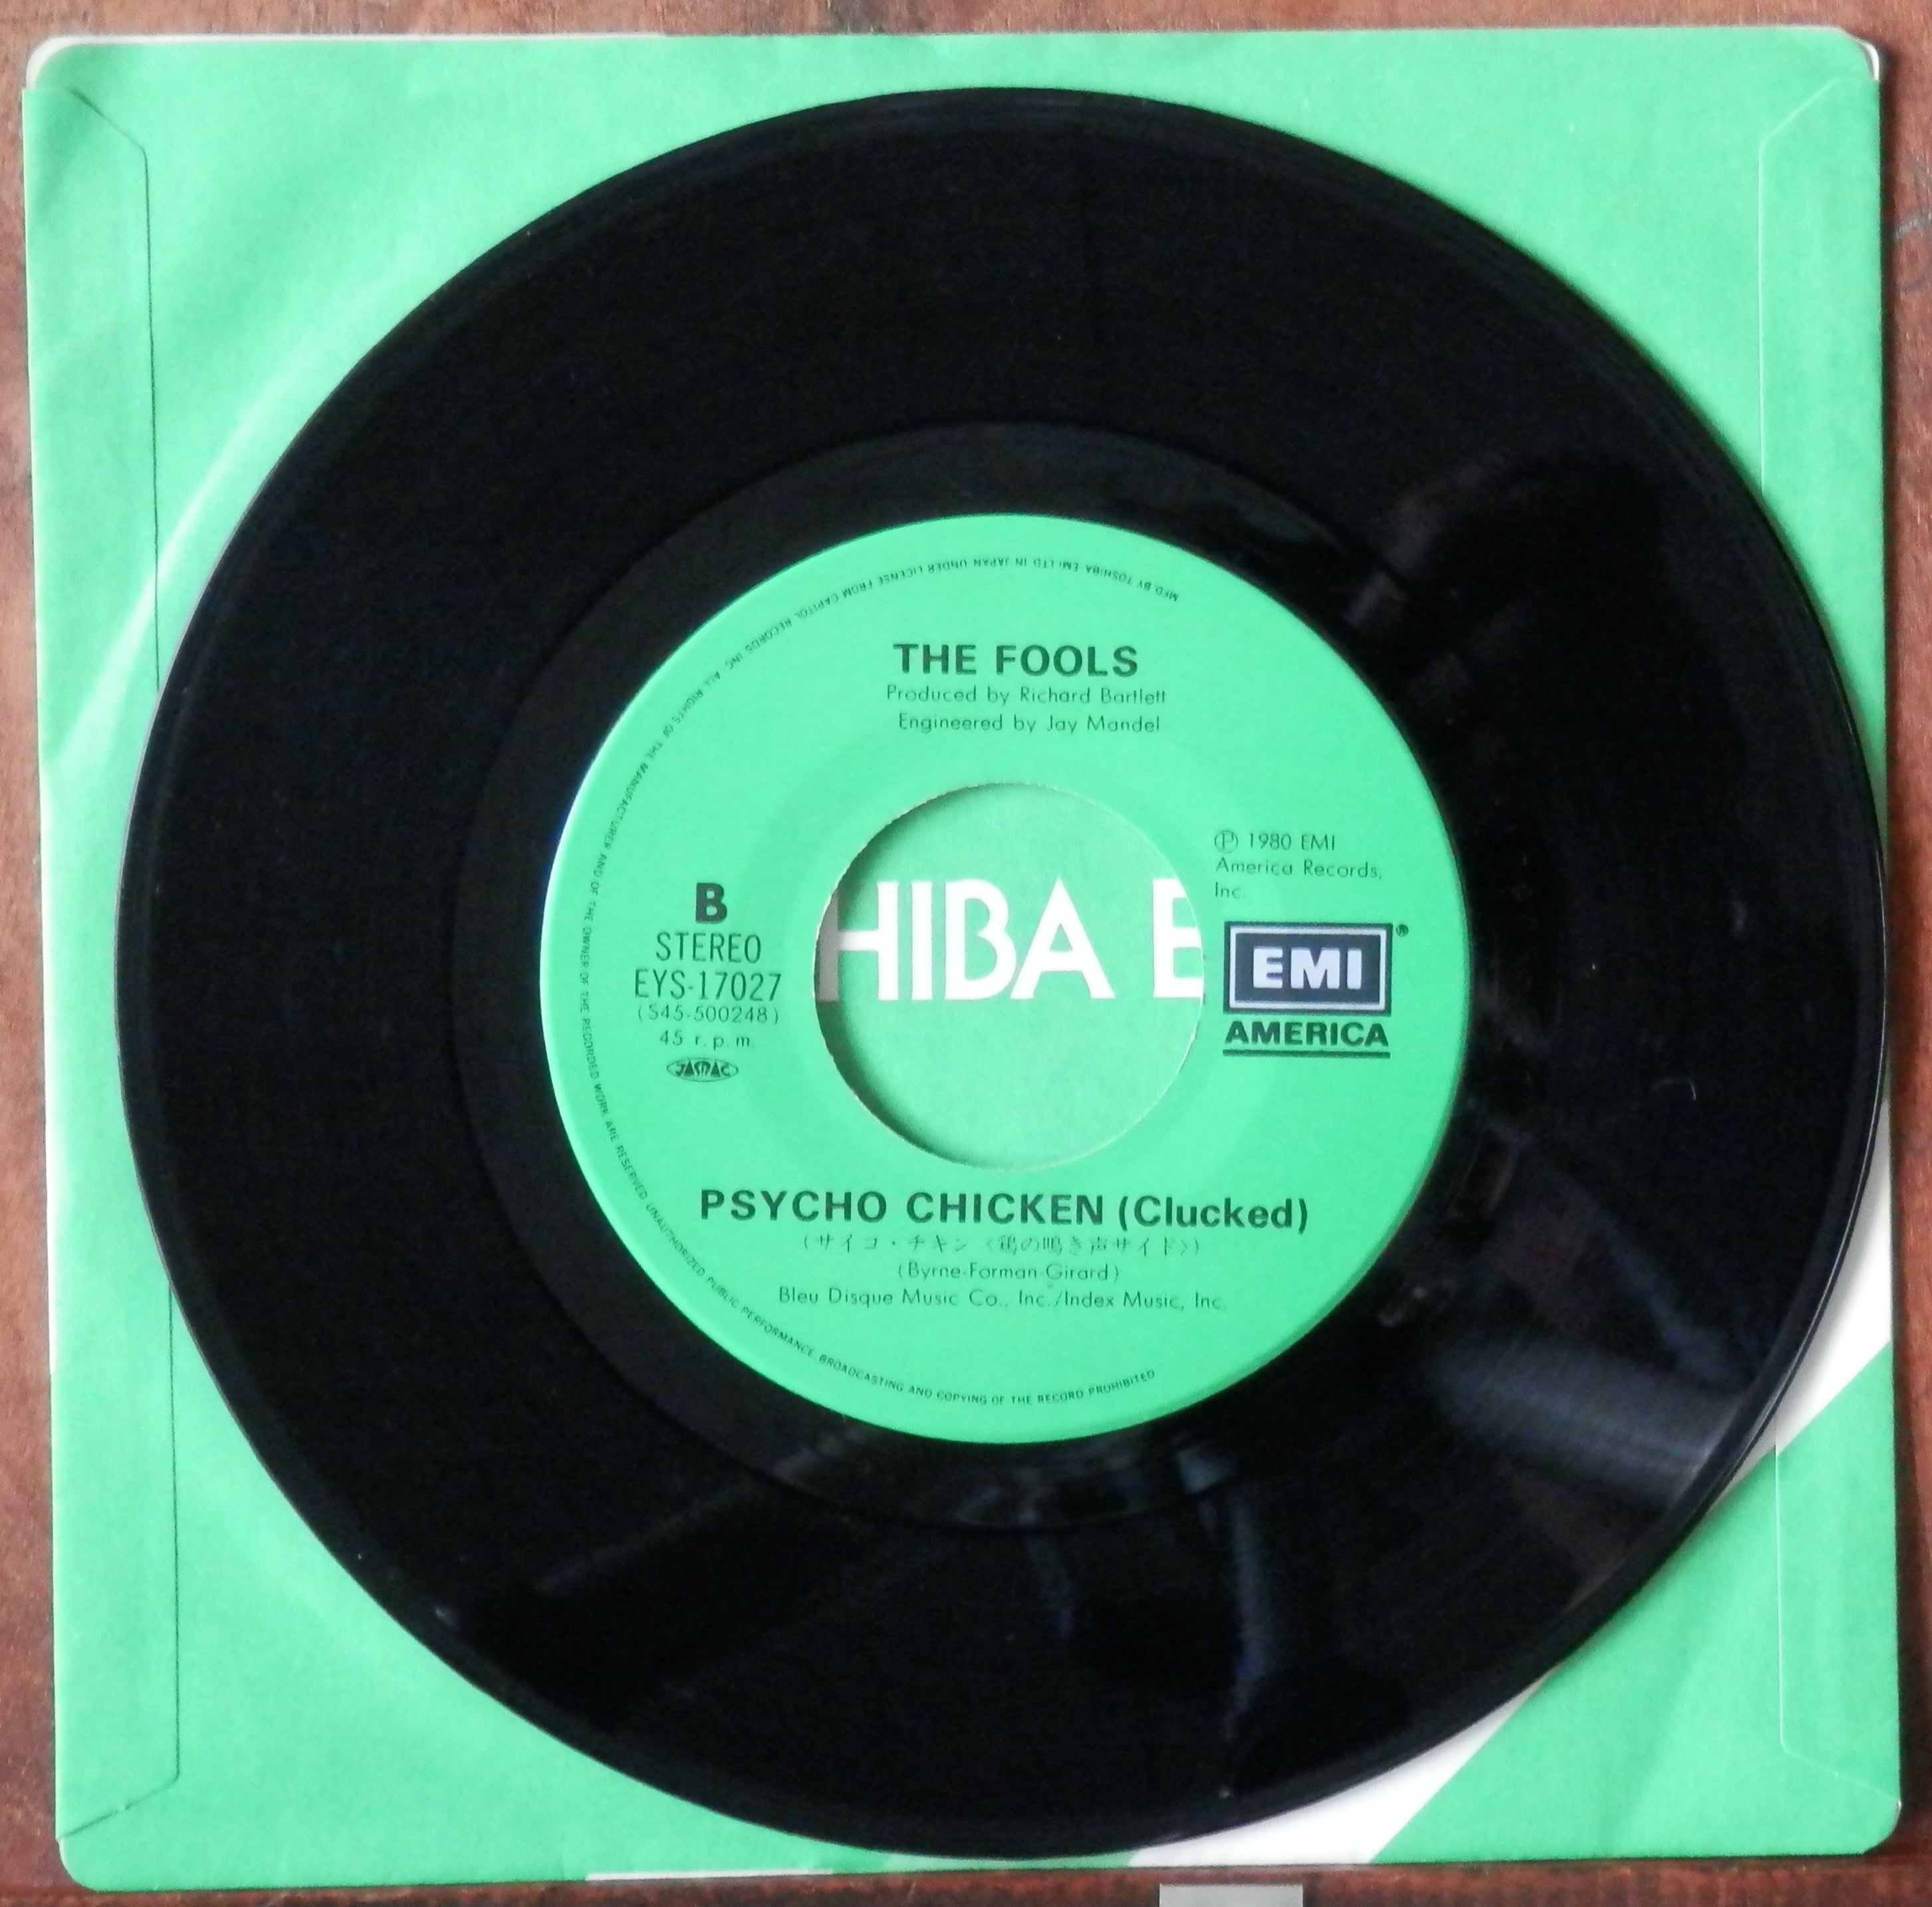 MFD BY TOSHIBA EMI LTD IN JAPAN UNDER LICENSE FROM CAPITOL RECORDS INC. ALL RIGHTS OF THE MANUFACTURER AND OF THE OWNER OF THE RECORDED WORK ARE RESERVED. UNAUTHORIZED PUBLIC PERFORMANCE BROADCASTING AND COPYING OF THE RECORD PROHIBITED
THE FOOLS
Produced by Richard Bartlett
Engineered by Jay Mandel
Ⓟ 1980 EMI
America Records,
Inc.
B
STEREO
EYS-17027
(S45-500248)
45 r.p.m.
JASRAC
HIBA E
EMI®
AMERICA
PSYCHO CHICKEN (Clucked)
(サイコ・チキン〈鶏の鳴き声サイド〉)
(Byrne-Forman-Girard)
Bleu Disque Music Co., Inc./Index Music, Inc.